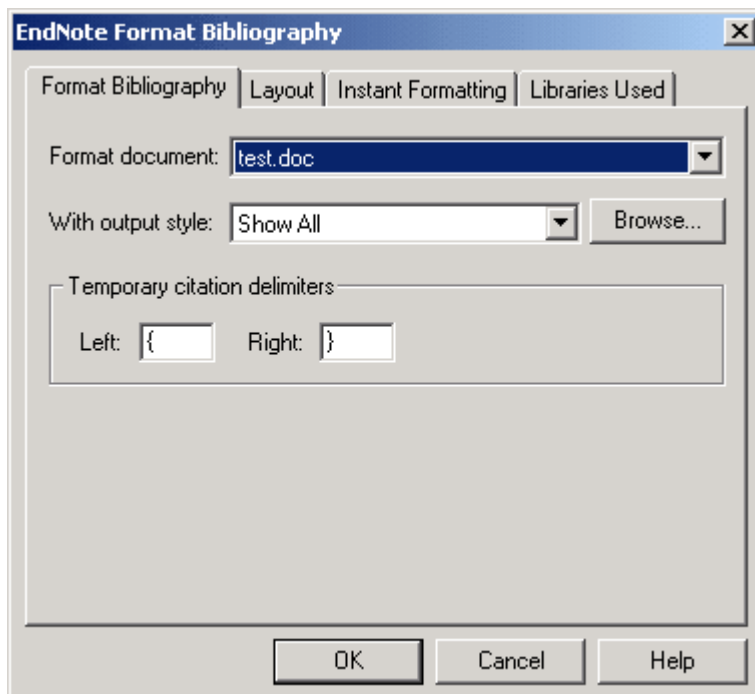 EndNote Format Bibliography
Format Bibliography Layout Instant Formatting Libraries Used
Format document: test.doc
With output style: Show All Browse...
Temporary citation delimiters
Left: { Right: }
OK Cancel Help